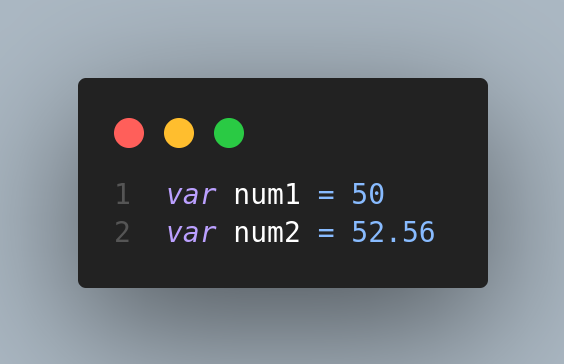 1 var num1 = 50
2 var num2 = 52.56